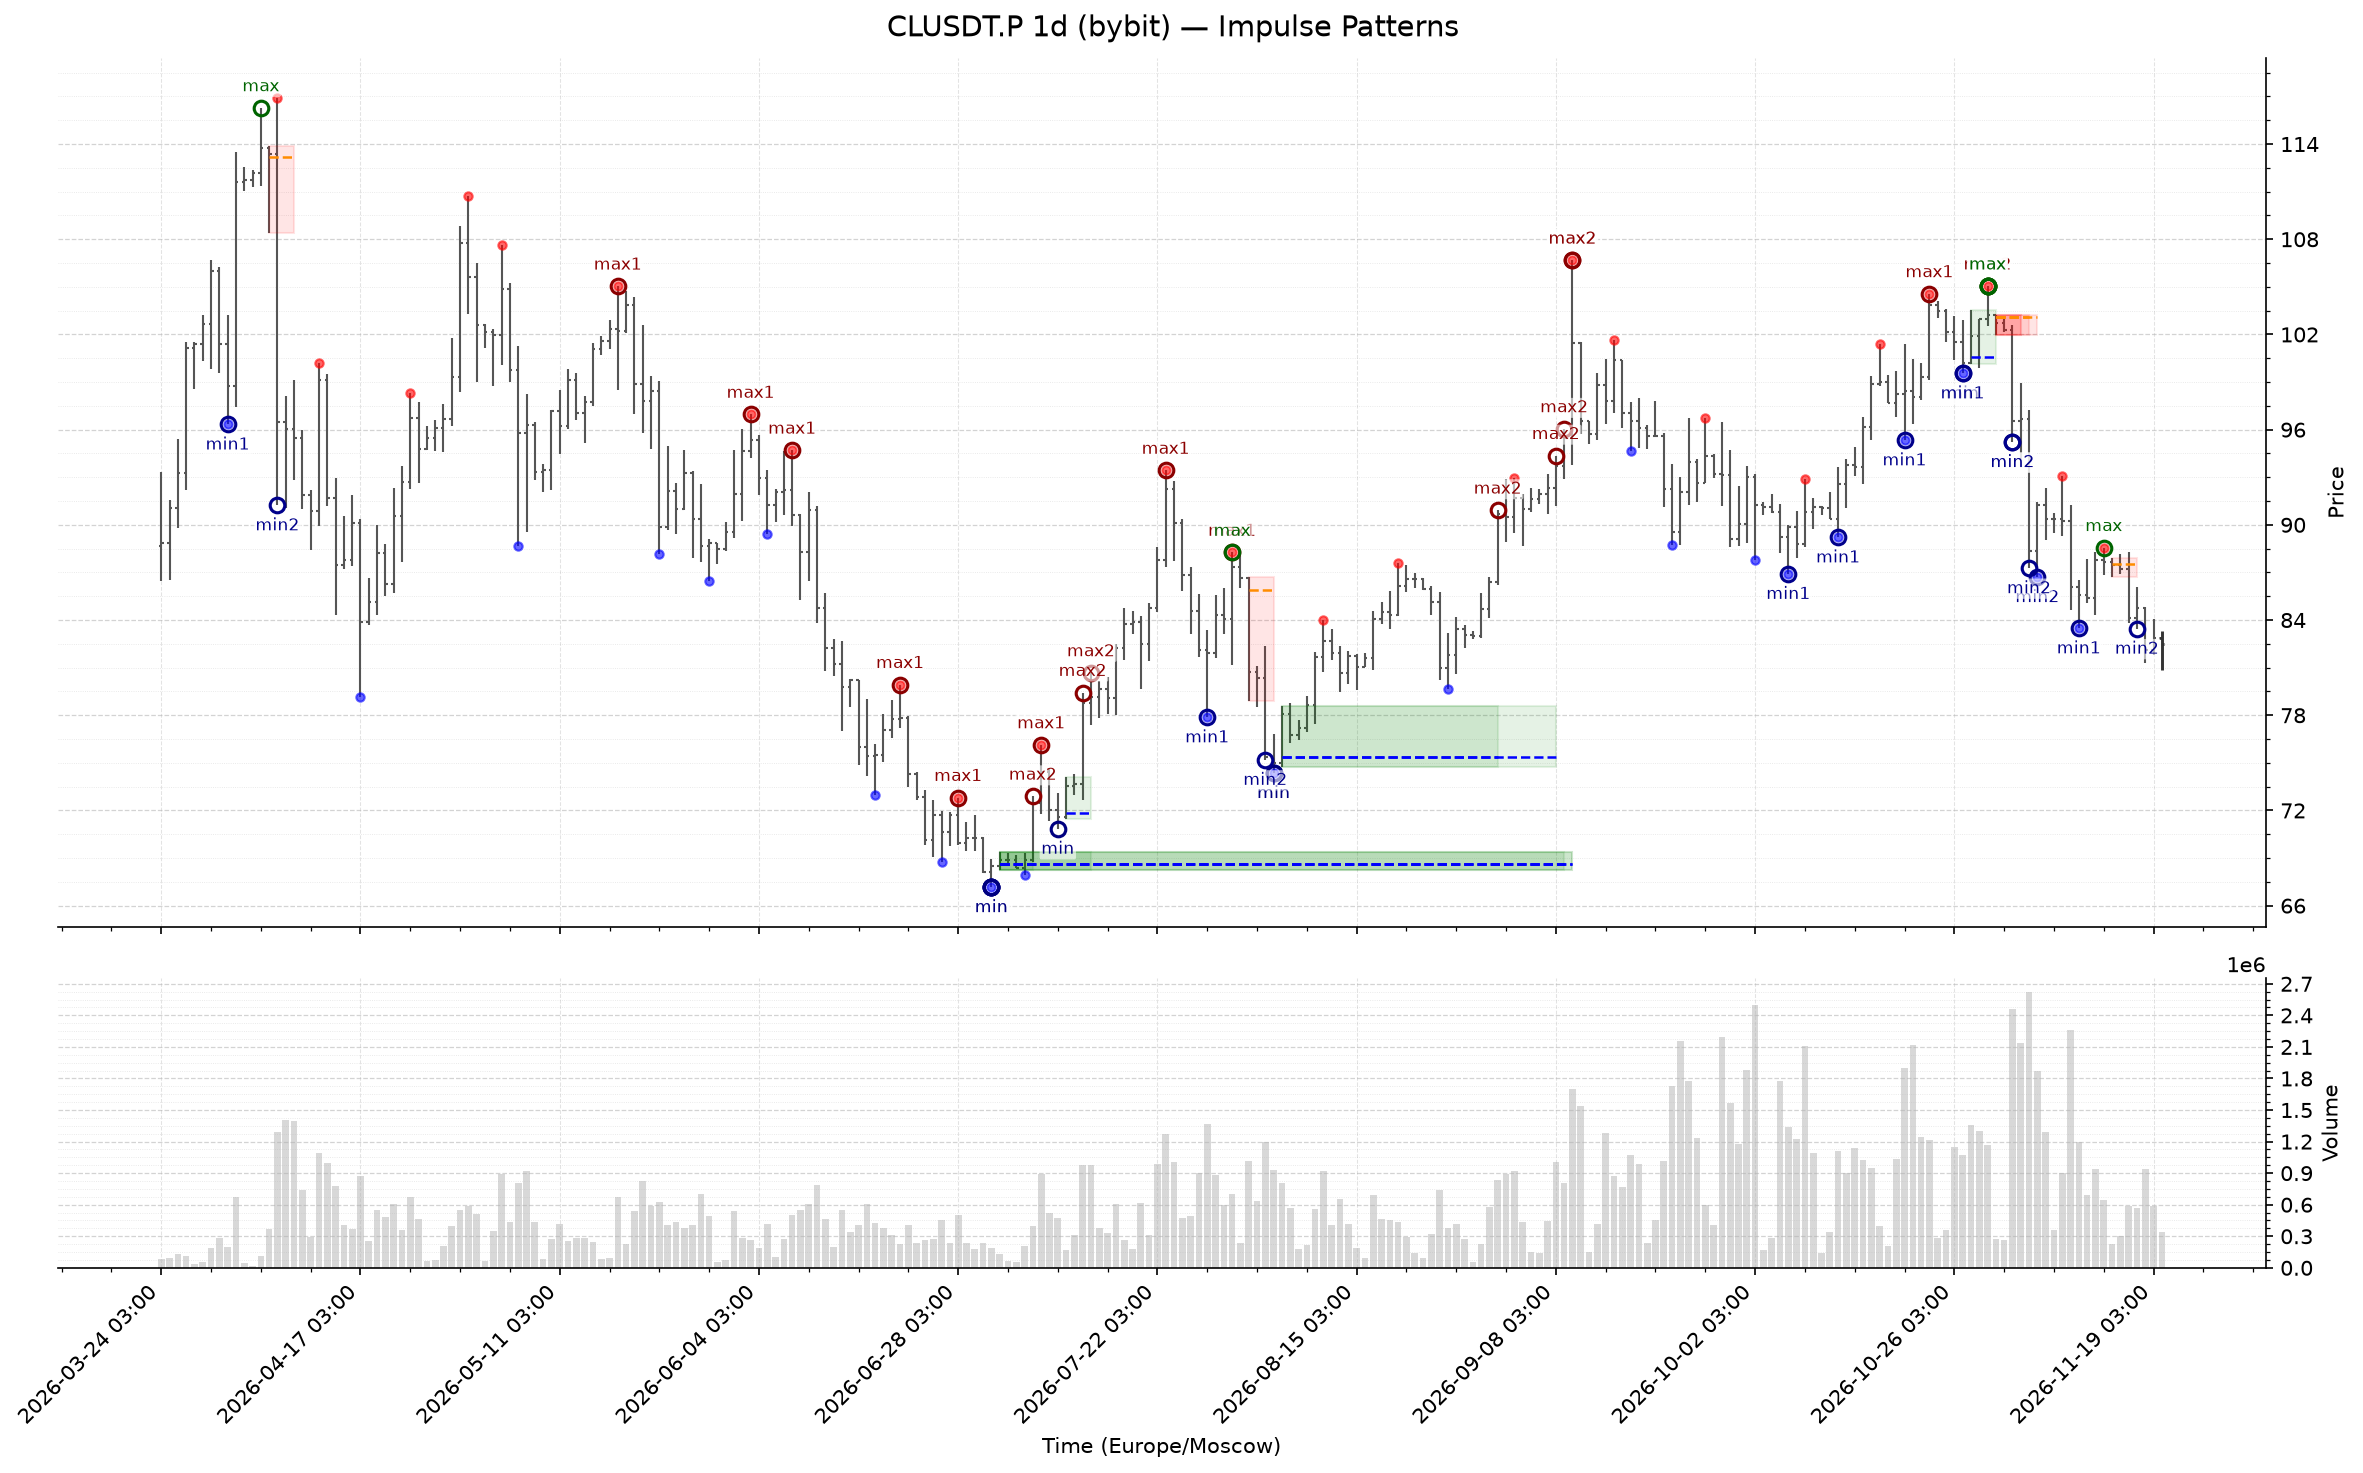 CLUSDT.P 1d (bybit) — Impulse Patterns
max
max2
108
114
max1
max1
max
102
max1
max1
max2
min1
96
max2
min1
max1
min1
min2
max2
min2
max
max
90
Price
min1
max1
min1
min2
min2
84
max2
max2
min1
min2
max1
min1
78
max1
max2
min2
min
72
min
min
66
1e6
2.7
2.4
2.1
1.8
1.5
1.2
0.9
0.6
0.3
0.0
Volume
2026-03-24 03:00
2026-04-17 03:00
2026-05-11 03:00
2026-06-04 03:00
2026-06-28 03:00
2026-07-22 03:00
2026-08-15 03:00
2026-09-08 03:00
2026-10-02 03:00
2026-10-26 03:00
2026-11-19 03:00
Time (Europe/Moscow)